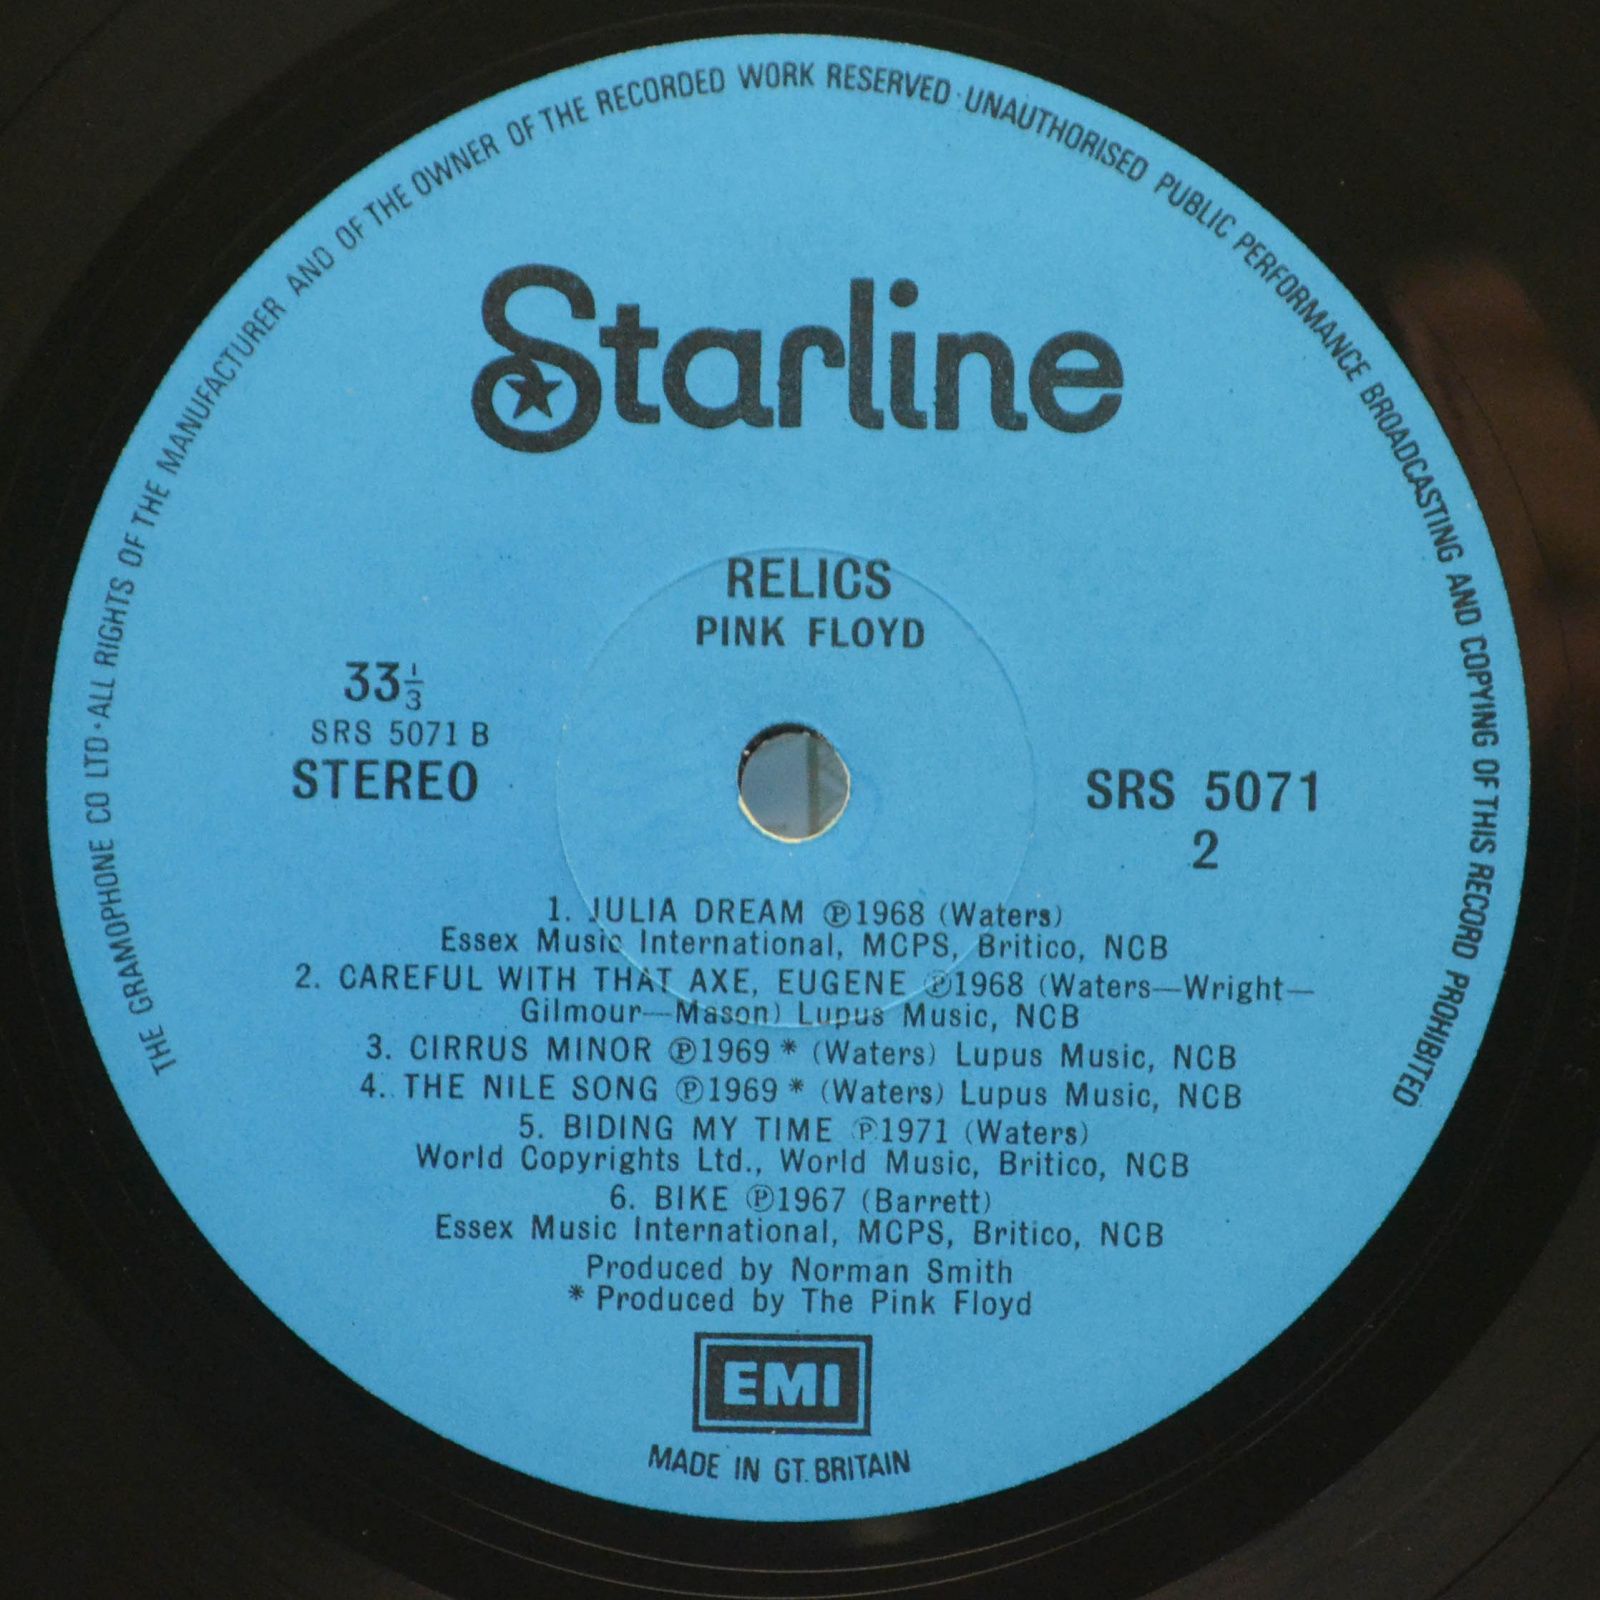 THE GRAMOPHONE CO LTD · ALL RIGHTS OF THE MANUFACTURER AND OF THE OWNER OF THE RECORDED WORK RESERVED · UNAUTHORISED PUBLIC PERFORMANCE BROADCASTING AND COPYING OF THIS RECORD PROHIBITED
Starline
RELICS
PINK FLOYD
33⅓
SRS 5071 B
STEREO
SRS 5071
2
1. JULIA DREAM ℗1968 (Waters)
Essex Music International, MCPS, Britico, NCB
2. CAREFUL WITH THAT AXE, EUGENE ℗1968 (Waters—Wright—
Gilmour—Mason) Lupus Music, NCB
3. CIRRUS MINOR ℗1969 * (Waters) Lupus Music, NCB
4. THE NILE SONG ℗1969 * (Waters) Lupus Music, NCB
5. BIDING MY TIME ℗1971 (Waters)
World Copyrights Ltd., World Music, Britico, NCB
6. BIKE ℗1967 (Barrett)
Essex Music International, MCPS, Britico, NCB
Produced by Norman Smith
* Produced by The Pink Floyd
EMI
MADE IN GT. BRITAIN